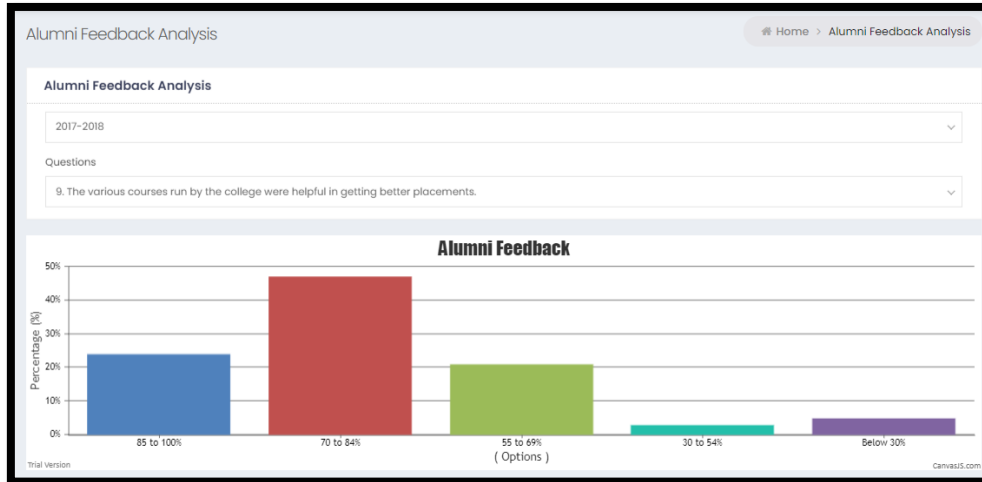 Alumni Feedback Analysis
Home > Alumni Feedback Analysis
Alumni Feedback Analysis
2017-2018
Questions
9. The various courses run by the college were helpful in getting better placements.
Alumni Feedback
Percentage (%)
50%
40%
30%
20%
10%
0%
85 to 100% 70 to 84% 55 to 69% 30 to 54% Below 30%
( Options )
Trial Version
CanvasJS.com